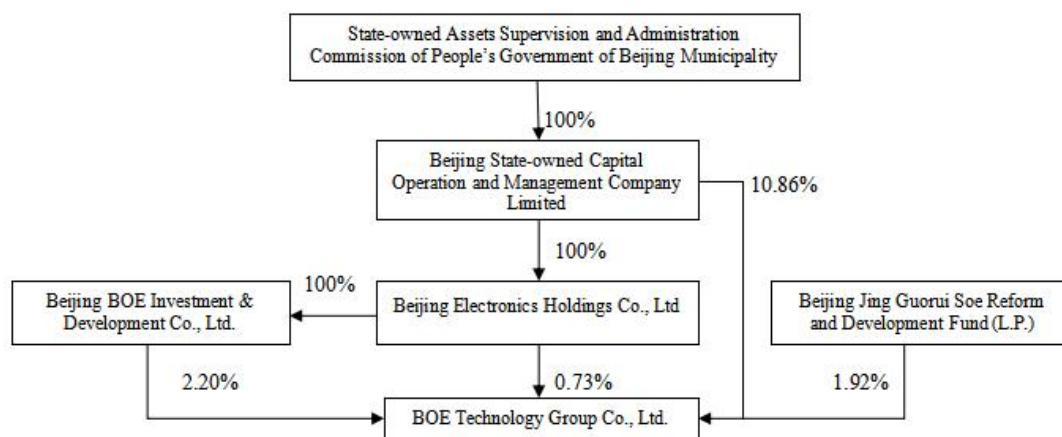 State-owned Assets Supervision and Administration
Commission of People's Government of Beijing Municipality
100%
Beijing State-owned Capital
Operation and Management Company
Limited
10.86%
100%
Beijing BOE Investment &
Development Co., Ltd.
100%
Beijing Electronics Holdings Co., Ltd
Beijing Jing Guorui Soe Reform
and Development Fund (L.P.)
2.20%
0.73%
1.92%
BOE Technology Group Co., Ltd.